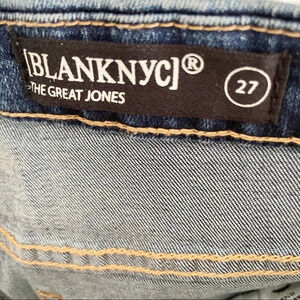 [BLANKNYC]®
THE GREAT JONES
27